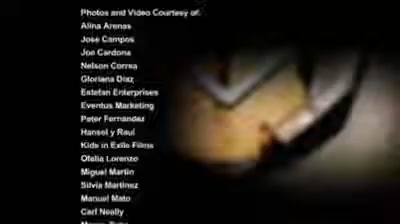 Photos and Video Courtesy of:
Alina Arenas
Jose Campos
Joe Cardona
Nelson Correa
Gloriana Diaz
Estefan Enterprises
Eventus Marketing
Peter Fernandez
Hansel y Raul
Kids in Exile Films
Ofelia Lorenzo
Miguel Martin
Silvia Martinez
Manuel Mato
Carl Neally